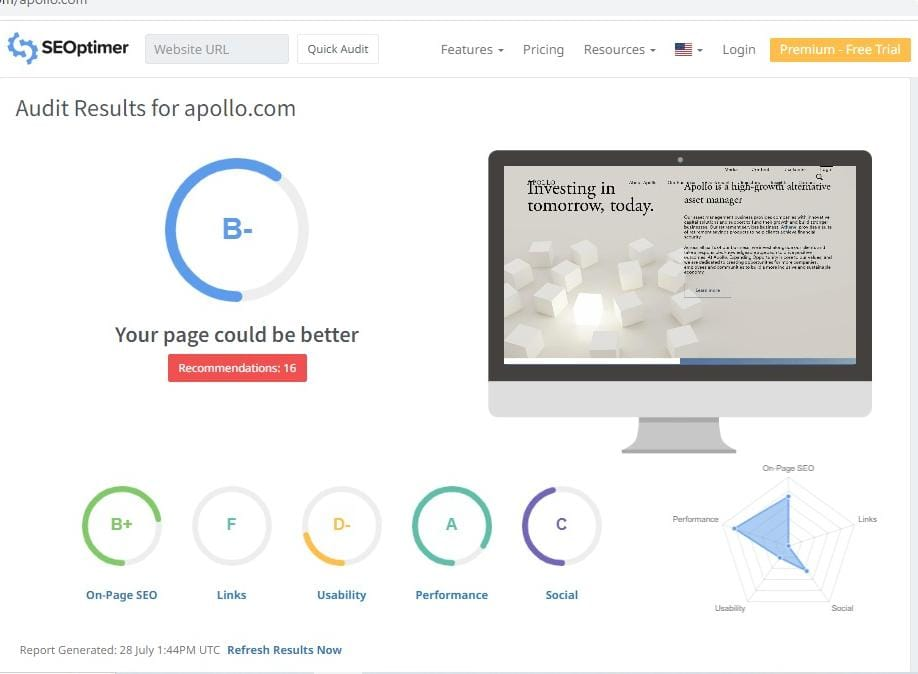 om/apollo.com
SEOptimer
Website URL
Quick Audit
Features
Pricing
Resources
Login
Premium - Free Trial
Audit Results for apollo.com
B-
Your page could be better
Recommendations: 16
APOLLO
Investing in
tomorrow, today.
Apollo is a high-growth alternative
asset manager
Learn more
B+
F
D-
A
C
On-Page SEO
Links
Usability
Performance
Social
On-Page SEO
Links
Social
Usability
Performance
Report Generated: 28 July 1:44PM UTC Refresh Results Now